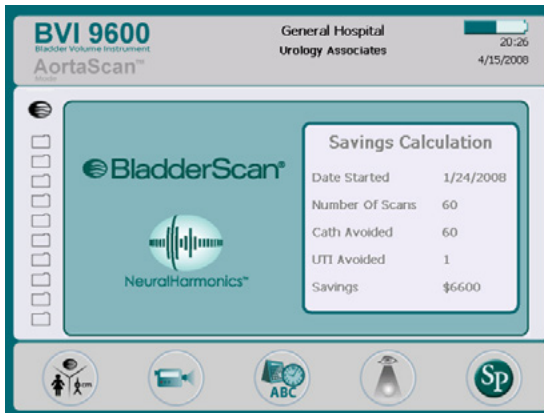 BVI 9600
Bladder Volume Instrument
AortaScan™
Mode
General Hospital
Urology Associates
20:26
4/15/2008
BladderScan®
NeuralHarmonics™
Savings Calculation
Date Started 1/24/2008
Number Of Scans 60
Cath Avoided 60
UTI Avoided 1
Savings $6600
cm
ABC
SP